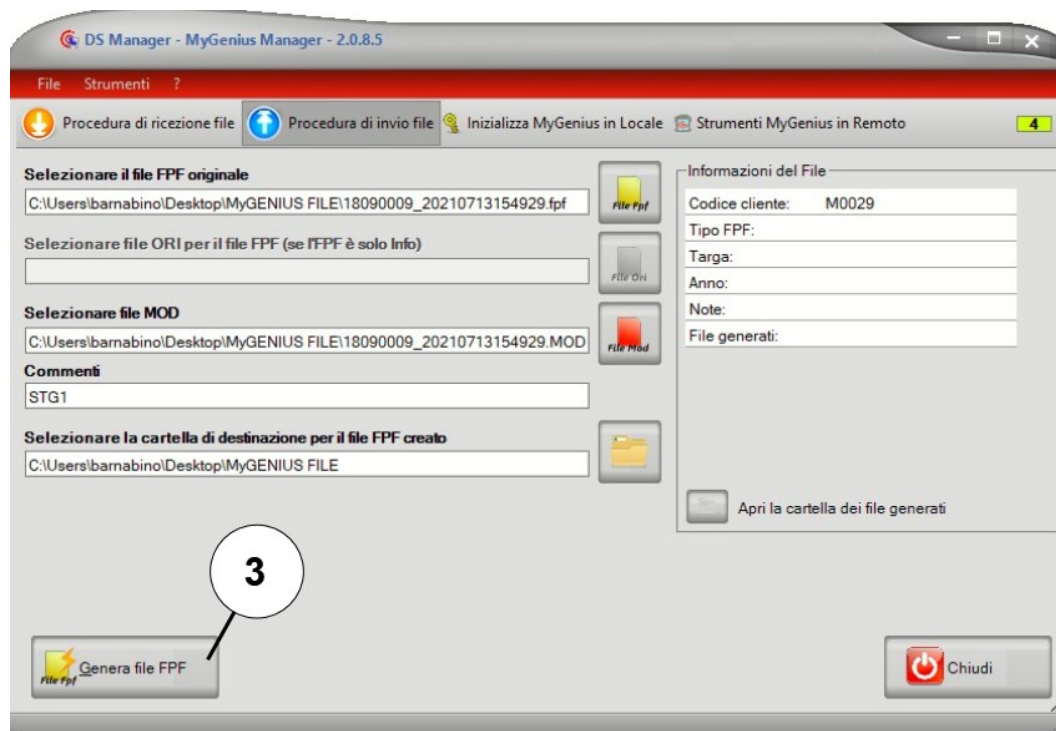 DS Manager - MyGenius Manager - 2.0.8.5
File Strumenti ?
Procedura di ricezione file Procedura di invio file Inizializza MyGenius in Locale Strumenti MyGenius in Remoto 4
Selezionare il file FPF originale
C:\Users\barnabino\Desktop\MyGENIUS FILE\18090009_20210713154929.fpf
File Fpf
Selezionare file ORI per il file FPF (se l'FPF è solo Info)
File Ori
Selezionare file MOD
C:\Users\barnabino\Desktop\MyGENIUS FILE\18090009_20210713154929.MOD
File Mod
Commenti
STG1
Selezionare la cartella di destinazione per il file FPF creato
C:\Users\barnabino\Desktop\MyGENIUS FILE
Informazioni del File
Codice cliente: M0029
Tipo FPF:
Targa:
Anno:
Note:
File generati:
Apri la cartella dei file generati
3
File Fpf
Genera file FPF
Chiudi